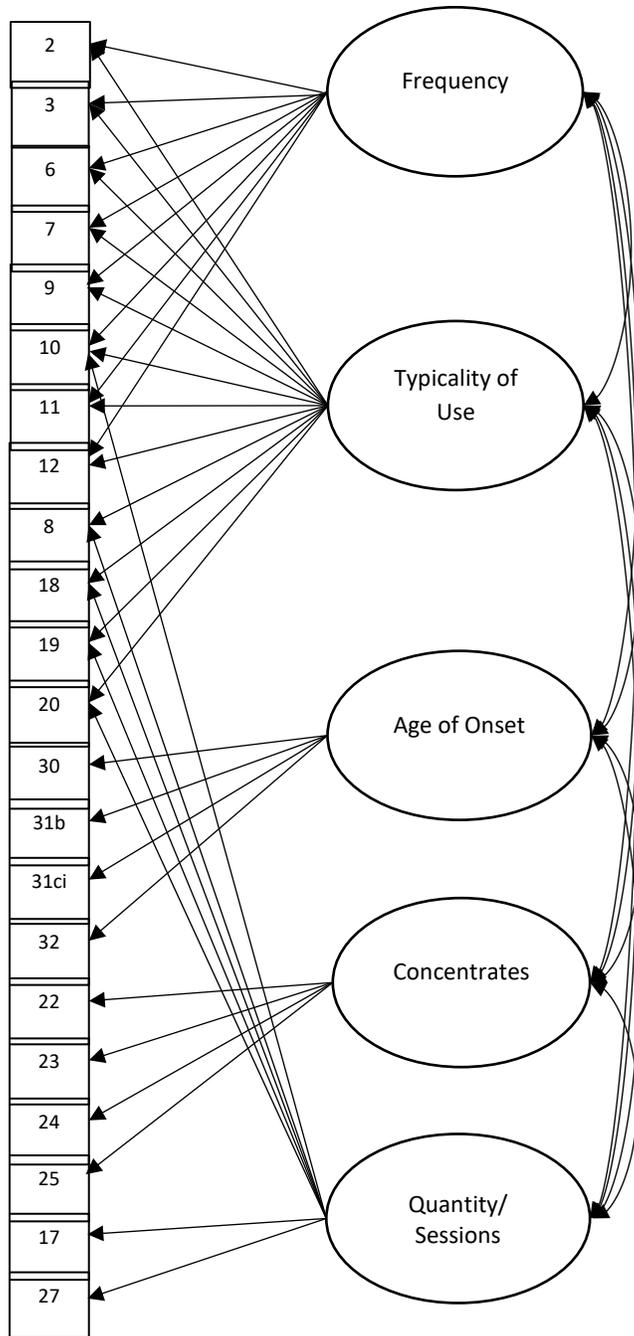 2
3
6
7
9
10
11
12
8
18
19
20
30
31b
31ci
32
22
23
24
25
17
27
Frequency
Typicality of
Use
Age of Onset
Concentrates
Quantity/
Sessions